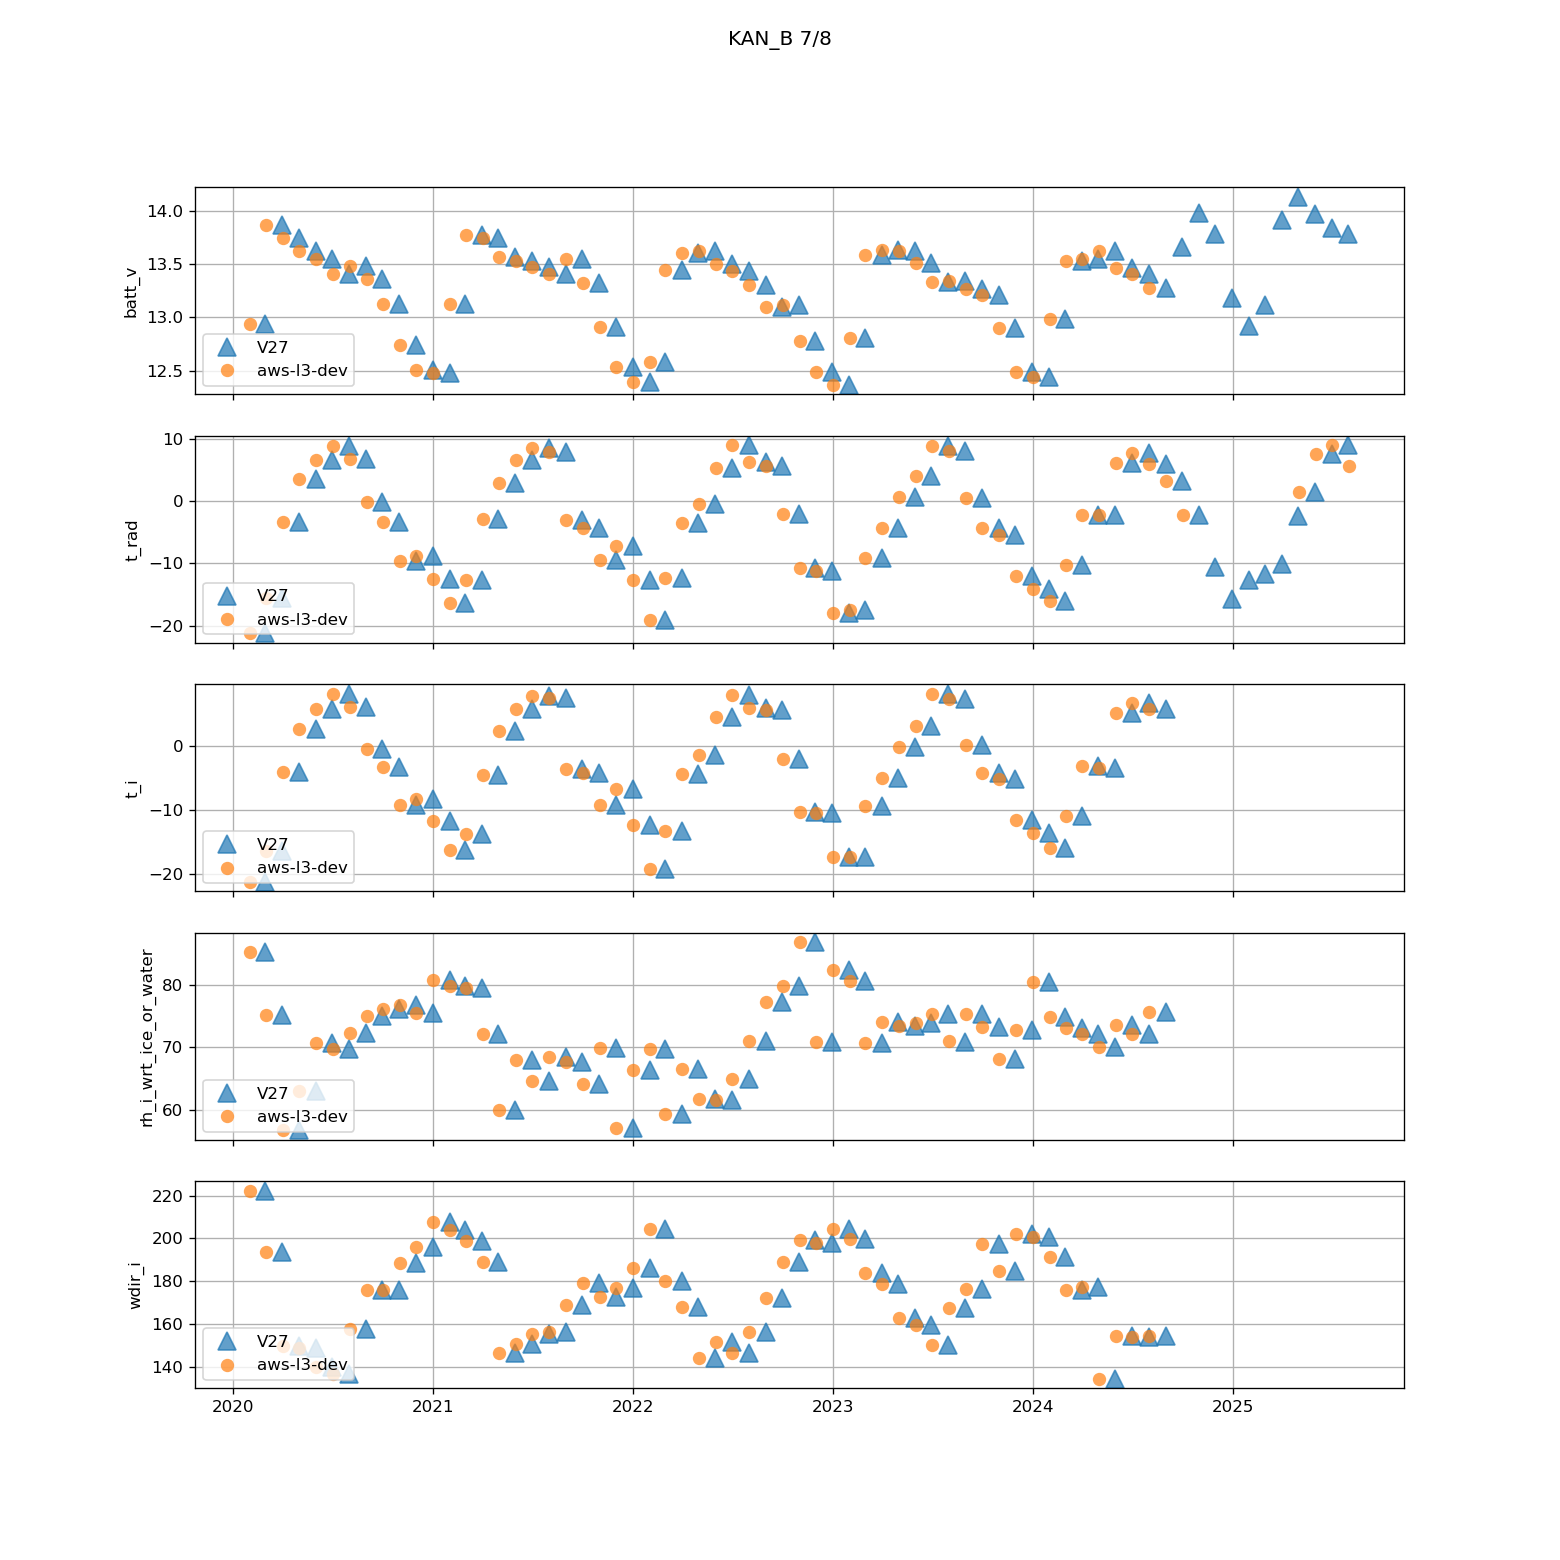 KAN_B 7/8
batt_v
14.0
13.5
13.0
12.5
V27
aws-l3-dev
t_rad
10
0
−10
−20
V27
aws-l3-dev
t_i
0
−10
−20
V27
aws-l3-dev
rh_i_wrt_ice_or_water
80
70
60
V27
aws-l3-dev
wdir_i
220
200
180
160
140
V27
aws-l3-dev
2020 2021 2022 2023 2024 2025